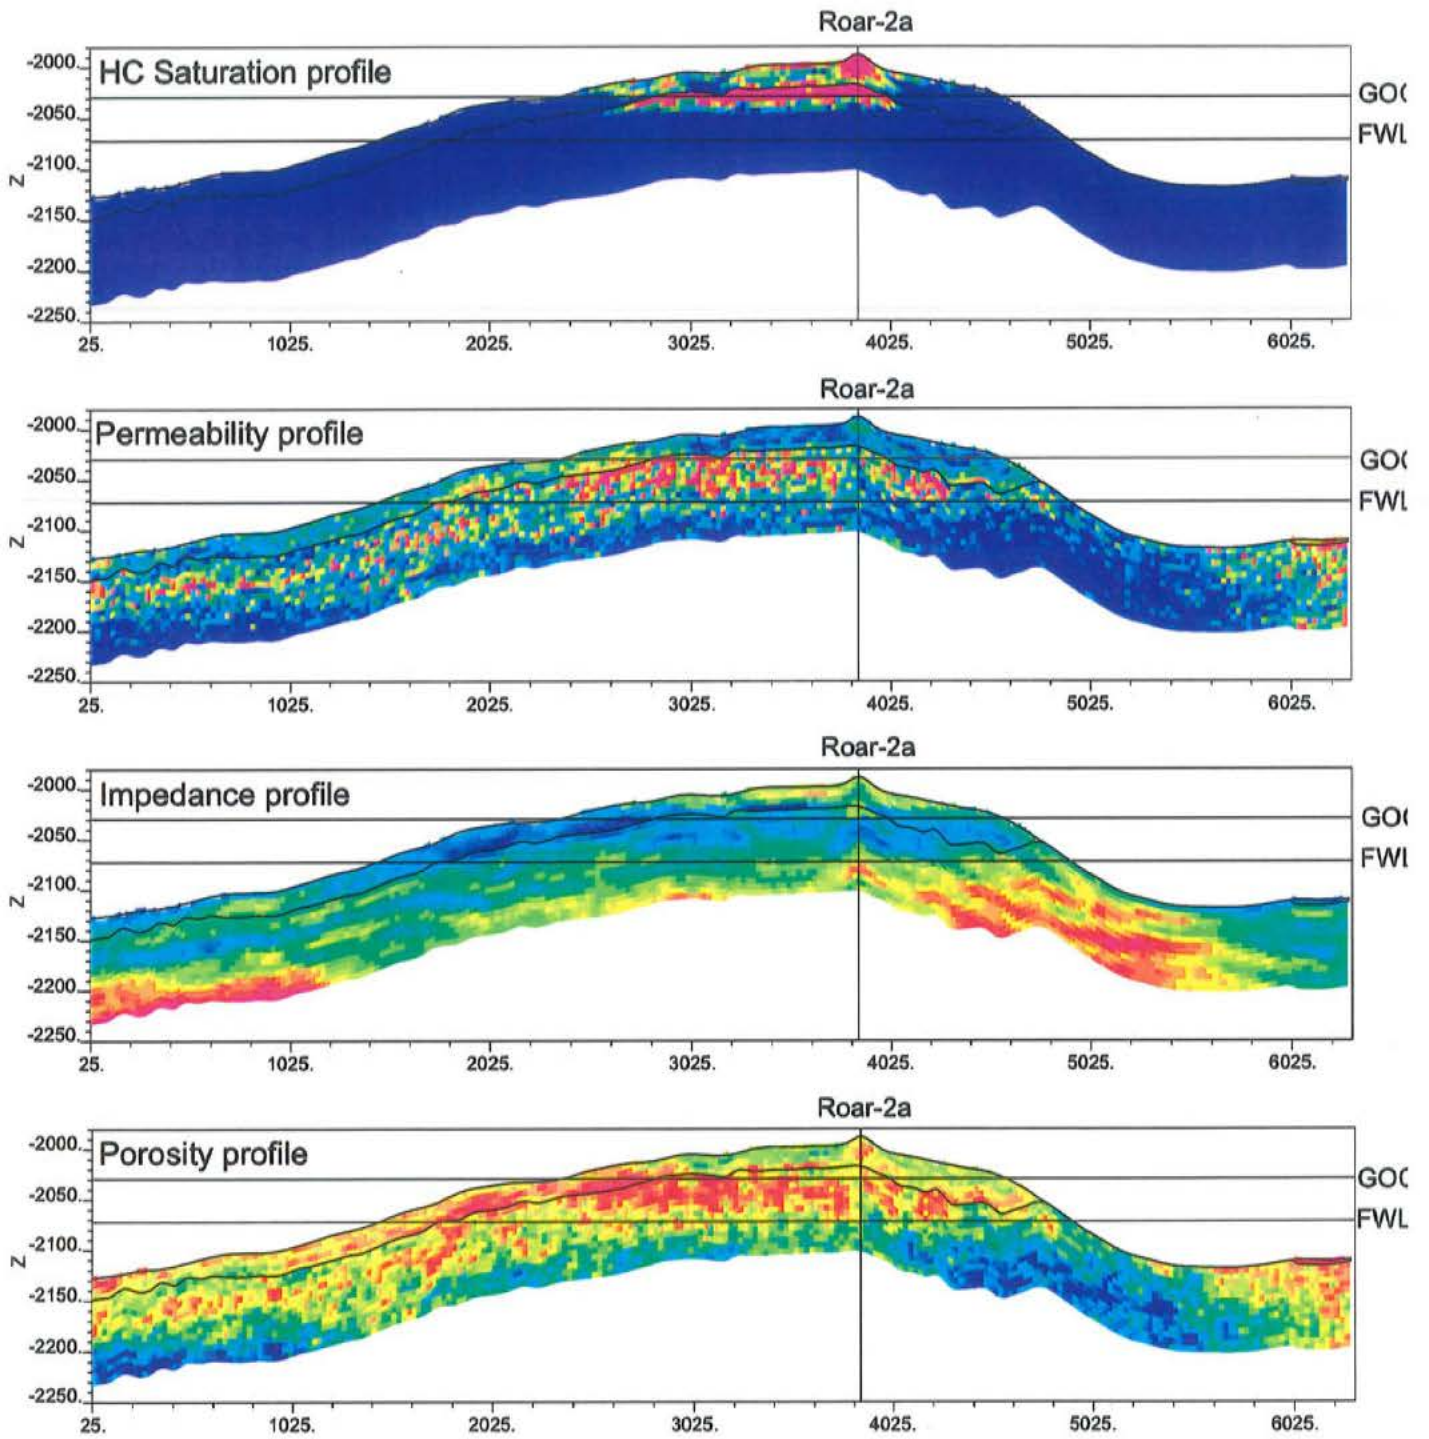 Roar-2a
HC Saturation profile
-2000.
-2050.
-2100.
-2150.
-2200.
-2250.
Z
GOC
FWL
25. 1025. 2025. 3025. 4025. 5025. 6025.
Roar-2a
Permeability profile
-2000.
-2050.
-2100.
-2150.
-2200.
-2250.
Z
GOC
FWL
25. 1025. 2025. 3025. 4025. 5025. 6025.
Roar-2a
Impedance profile
-2000.
-2050.
-2100.
-2150.
-2200.
-2250.
Z
GOC
FWL
25. 1025. 2025. 3025. 4025. 5025. 6025.
Roar-2a
Porosity profile
-2000.
-2050.
-2100.
-2150.
-2200.
-2250.
Z
GOC
FWL
25. 1025. 2025. 3025. 4025. 5025. 6025.